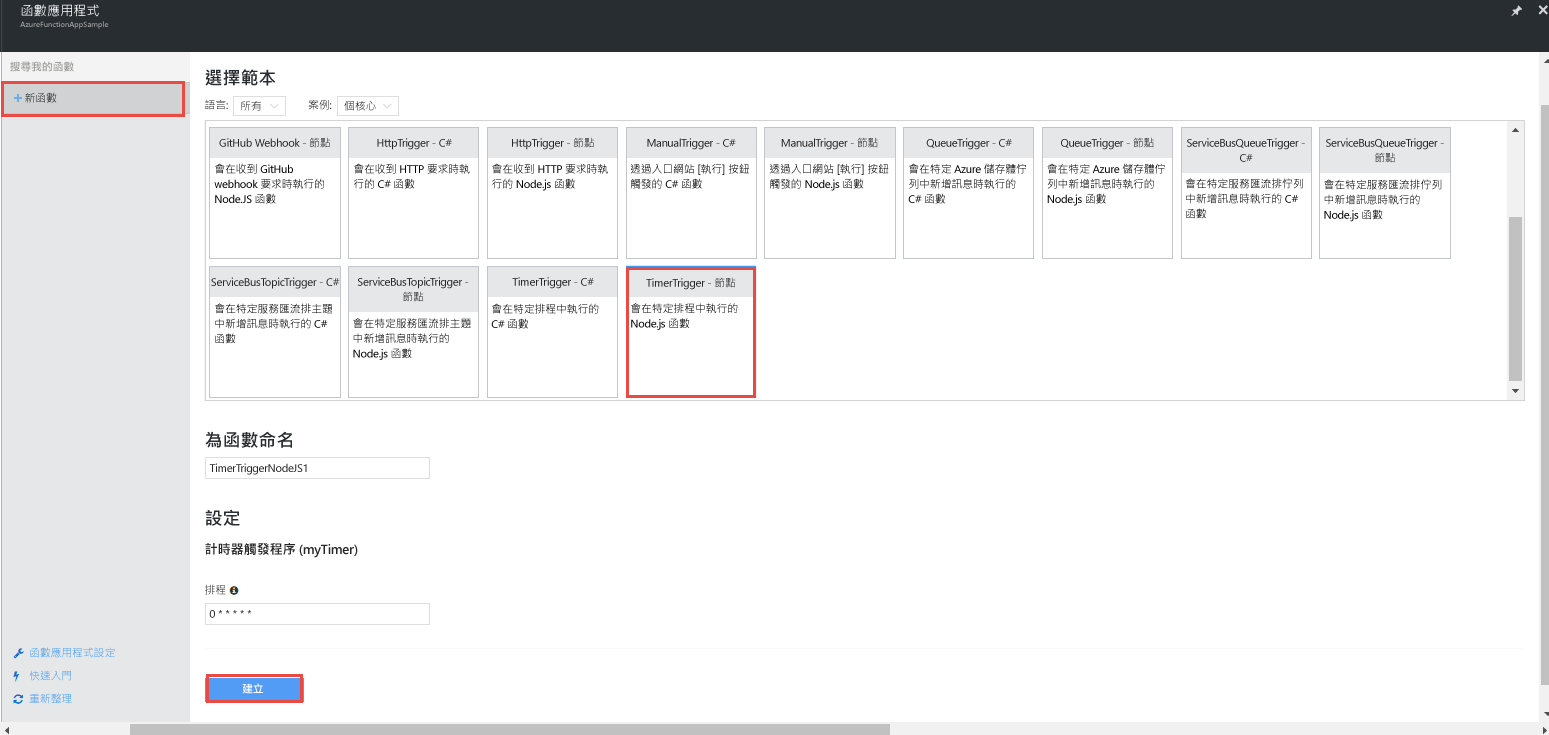 函數應用程式
AzureFunctionAppSample
搜尋我的函數
+ 新函數
選擇範本
語言: 所有 案例: 個核心
GitHub Webhook - 節點
會在收到 GitHub
webhook 要求時執行的
Node.JS 函數
HttpTrigger - C#
會在收到 HTTP 要求時執
行的 C# 函數
HttpTrigger - 節點
會在收到 HTTP 要求時執
行的 Node.js 函數
ManualTrigger - C#
透過入口網站 [執行] 按鈕
觸發的 C# 函數
ManualTrigger - 節點
透過入口網站 [執行] 按鈕
觸發的 Node.js 函數
QueueTrigger - C#
會在特定 Azure 儲存體佇
列中新增訊息時執行的
C# 函數
QueueTrigger - 節點
會在特定 Azure 儲存體佇
列中新增訊息時執行的
Node.js 函數
ServiceBusQueueTrigger -
C#
會在特定服務匯流排佇列
中新增訊息時執行的 C#
函數
ServiceBusQueueTrigger -
節點
會在特定服務匯流排佇列
中新增訊息時執行的
Node.js 函數
ServiceBusTopicTrigger - C#
會在特定服務匯流排主題
中新增訊息時執行的 C#
函數
ServiceBusTopicTrigger -
節點
會在特定服務匯流排主題
中新增訊息時執行的
Node.js 函數
TimerTrigger - C#
會在特定排程中執行的
C# 函數
TimerTrigger - 節點
會在特定排程中執行的
Node.js 函數
為函數命名
TimerTriggerNodeJS1
設定
計時器觸發程序 (myTimer)
排程
0 * * * * *
建立
函數應用程式設定
快速入門
重新整理